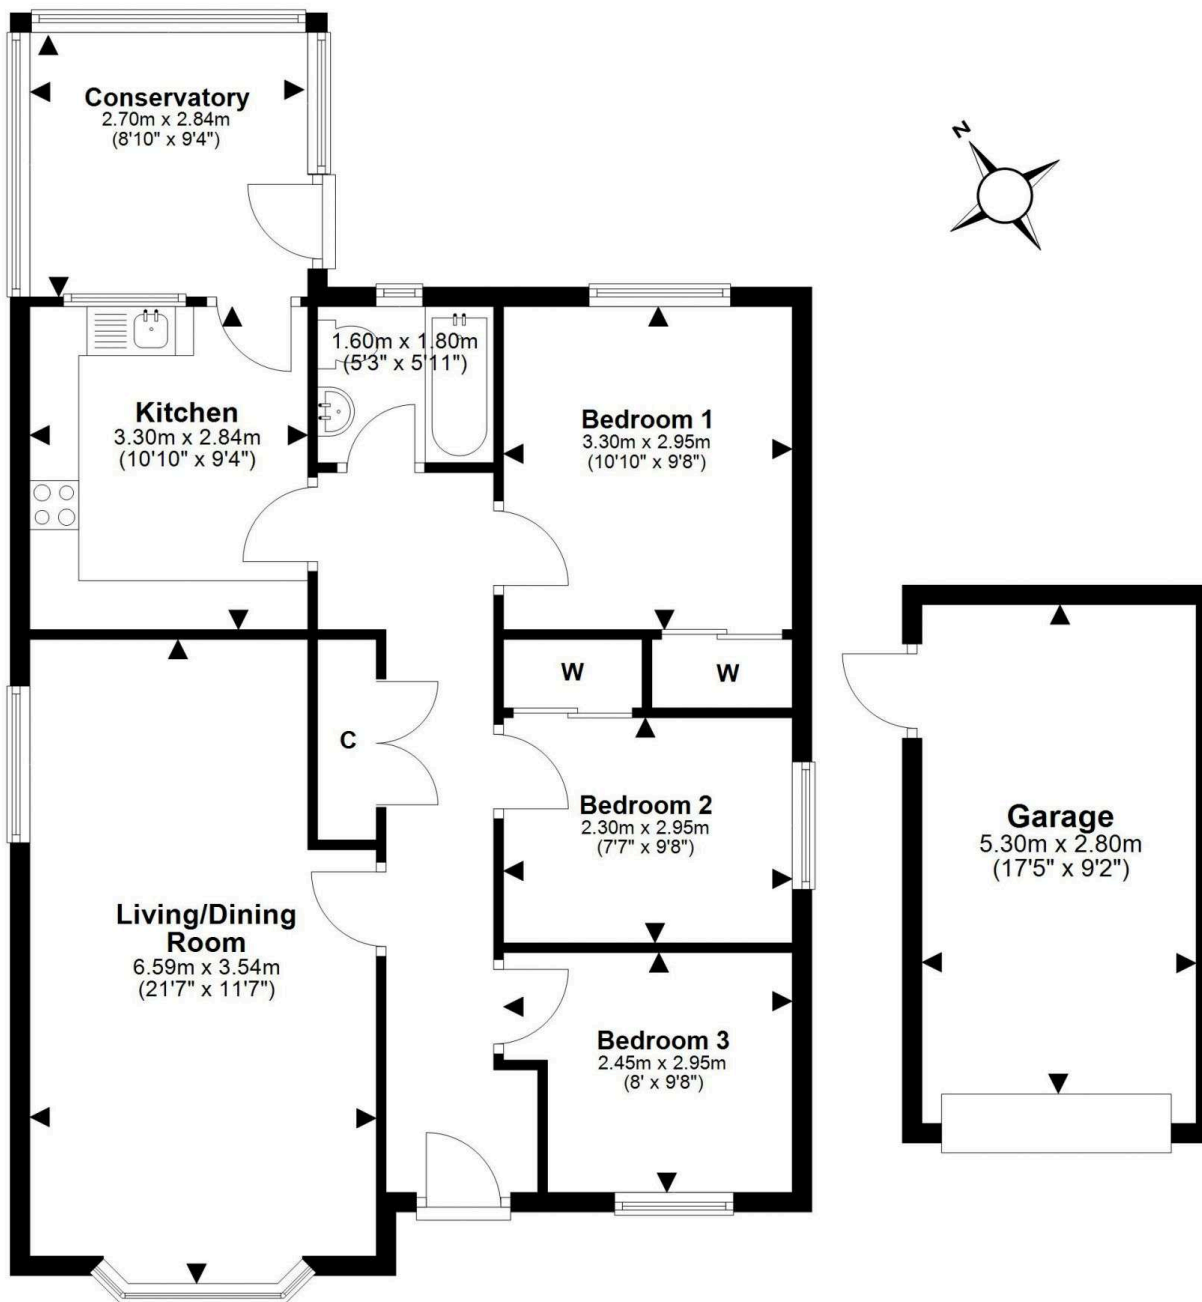 Conservatory
2.70m x 2.84m
(8'10" x 9'4")
N
1.60m x 1.80m
(5'3" x 5'11")
Kitchen
3.30m x 2.84m
(10'10" x 9'4")
Bedroom 1
3.30m x 2.95m
(10'10" x 9'8")
W
W
C
Bedroom 2
2.30m x 2.95m
(7'7" x 9'8")
Garage
5.30m x 2.80m
(17'5" x 9'2")
Living/Dining
Room
6.59m x 3.54m
(21'7" x 11'7")
Bedroom 3
2.45m x 2.95m
(8' x 9'8")